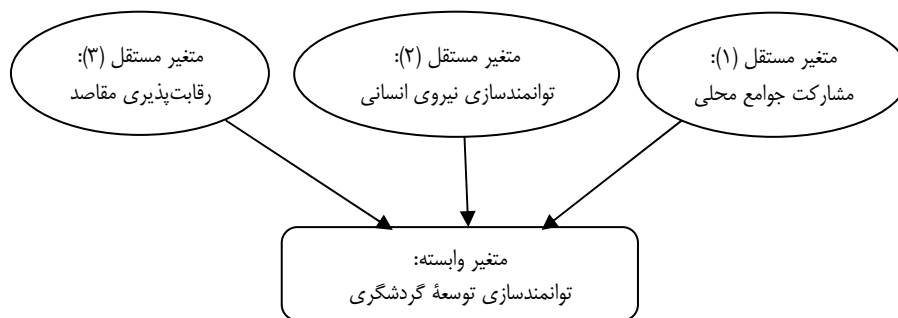 متغیر مستقل (۱):
مشارکت جوامع محلی
متغیر مستقل (۲):
توانمندسازی نیروی انسانی
متغیر مستقل (۳):
رقابت‌پذیری مقاصد
متغیر وابسته:
توانمندسازی توسعهٔ گردشگری